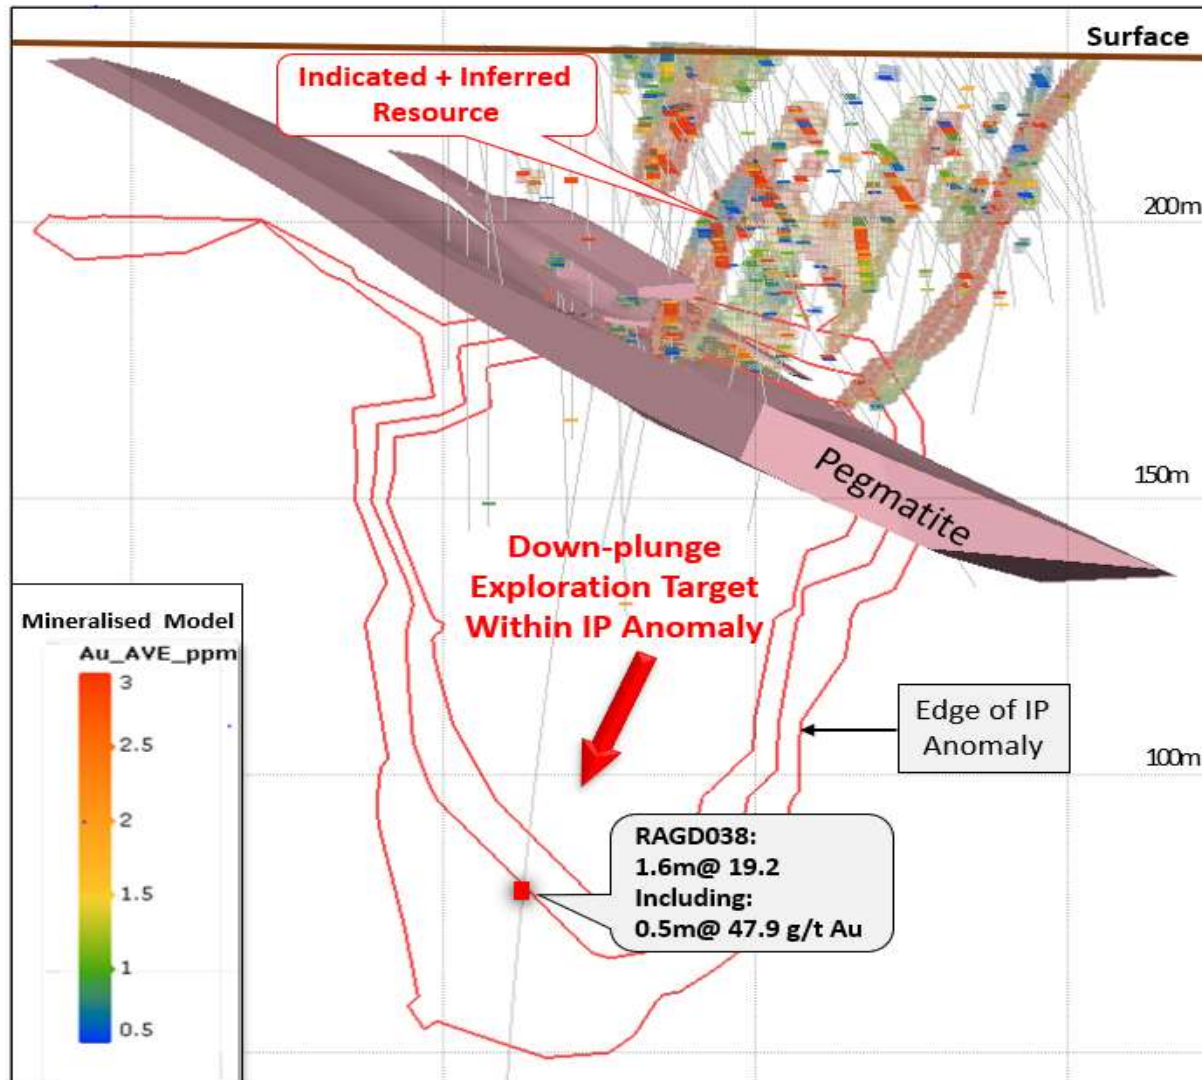 Surface
Indicated + Inferred
Resource
200m
150m
Pegmatite
Down-plunge
Exploration Target
Within IP Anomaly
Mineralised Model
Au_AVE_ppm
3
2.5
2
1.5
1
0.5
Edge of IP
Anomaly
100m
RAGD038:
1.6m@ 19.2
Including:
0.5m@ 47.9 g/t Au